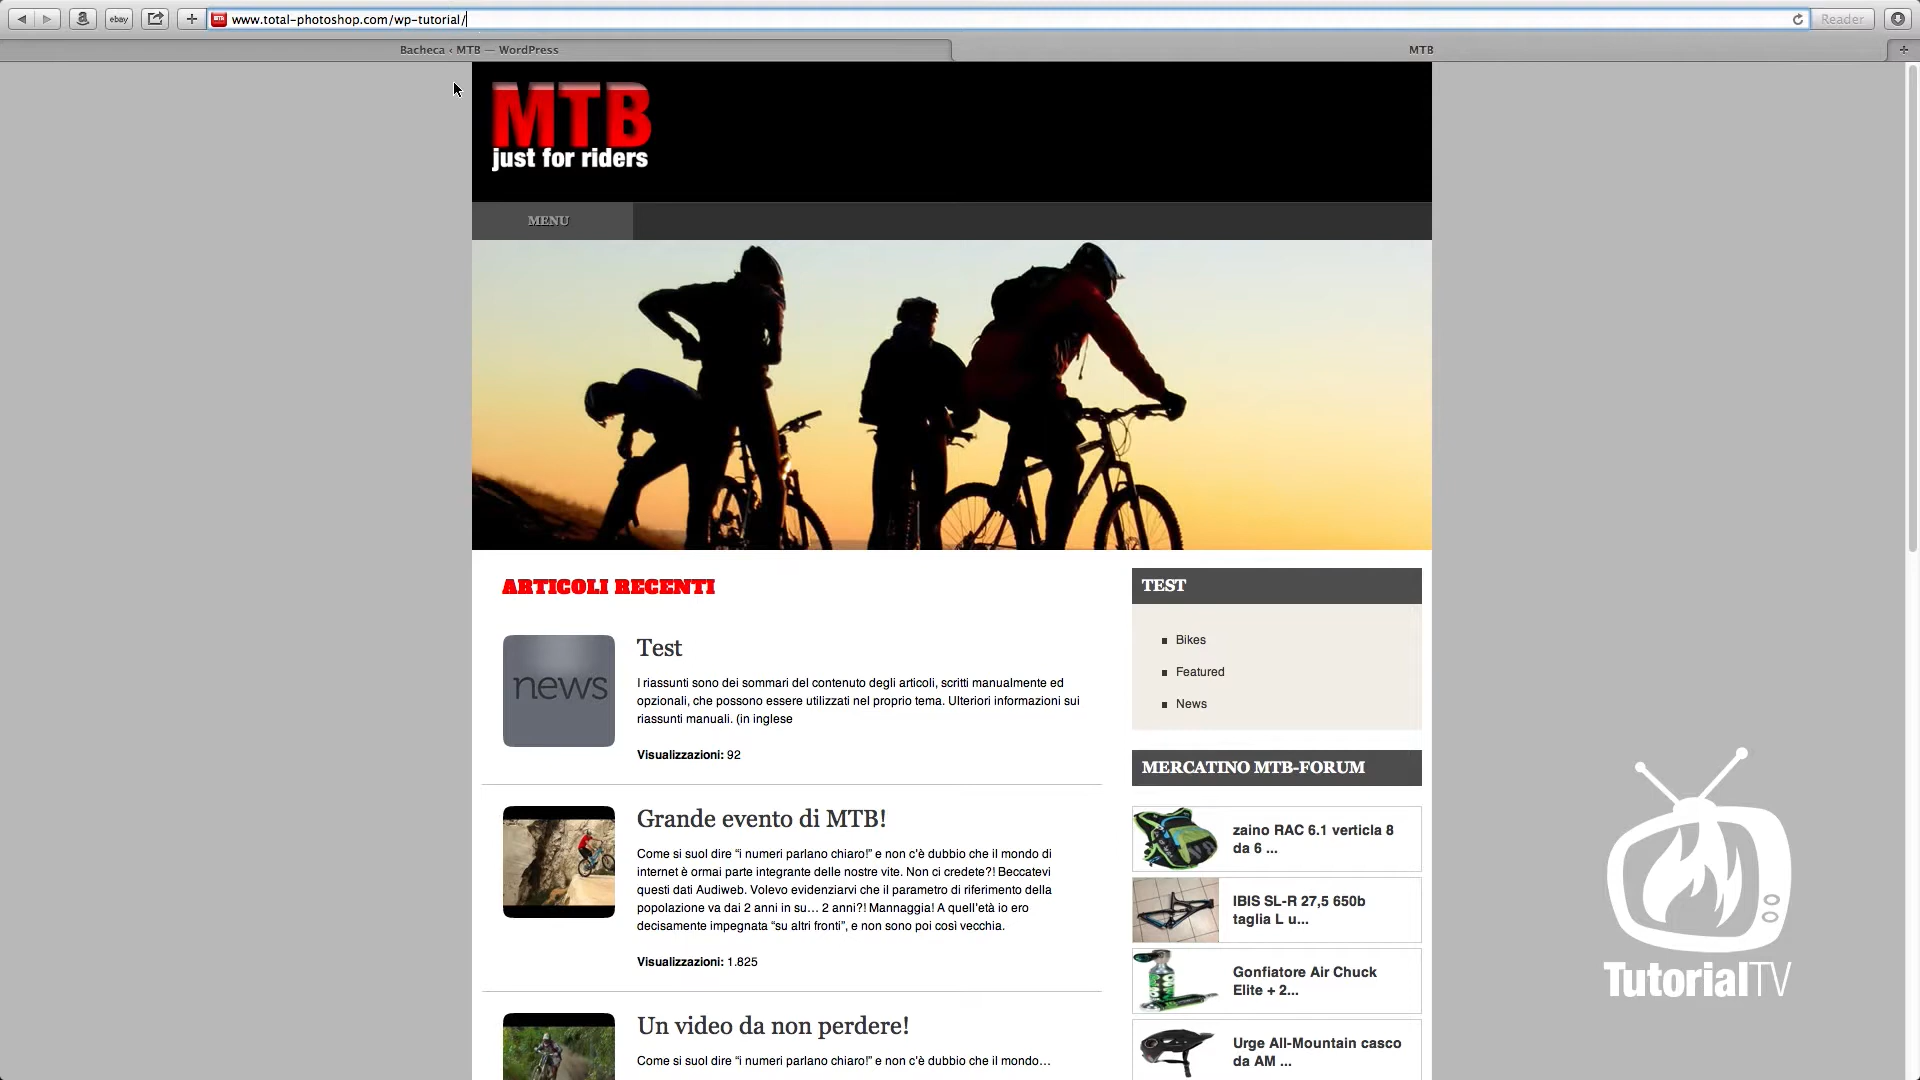 ebay
www.total-photoshop.com/wp-tutorial/
Reader
Bacheca ‹ MTB — WordPress
MTB
MTB
just for riders
MENU
ARTICOLI RECENTI
news
Test
I riassunti sono dei sommari del contenuto degli articoli, scritti manualmente ed
opzionali, che possono essere utilizzati nel proprio tema. Ulteriori informazioni sui
riassunti manuali. (in inglese
Visualizzazioni: 92
Grande evento di MTB!
Come si suol dire “i numeri parlano chiaro!” e non c'è dubbio che il mondo di
internet è ormai parte integrante delle nostre vite. Non ci credete?! Beccatevi
questi dati Audiweb. Volevo evidenziarvi che il parametro di riferimento della
popolazione va dai 2 anni in su… 2 anni?! Mannaggia! A quell'età io ero
decisamente impegnata “su altri fronti”, e non sono poi così vecchia.
Visualizzazioni: 1.825
Un video da non perdere!
Come si suol dire “i numeri parlano chiaro!” e non c'è dubbio che il mondo…
TEST
Bikes
Featured
News
MERCATINO MTB-FORUM
zaino RAC 6.1 verticla 8
da 6 ...
IBIS SL-R 27,5 650b
taglia L u...
Gonfiatore Air Chuck
Elite + 2...
Urge All-Mountain casco
da AM ...
TutorialTV